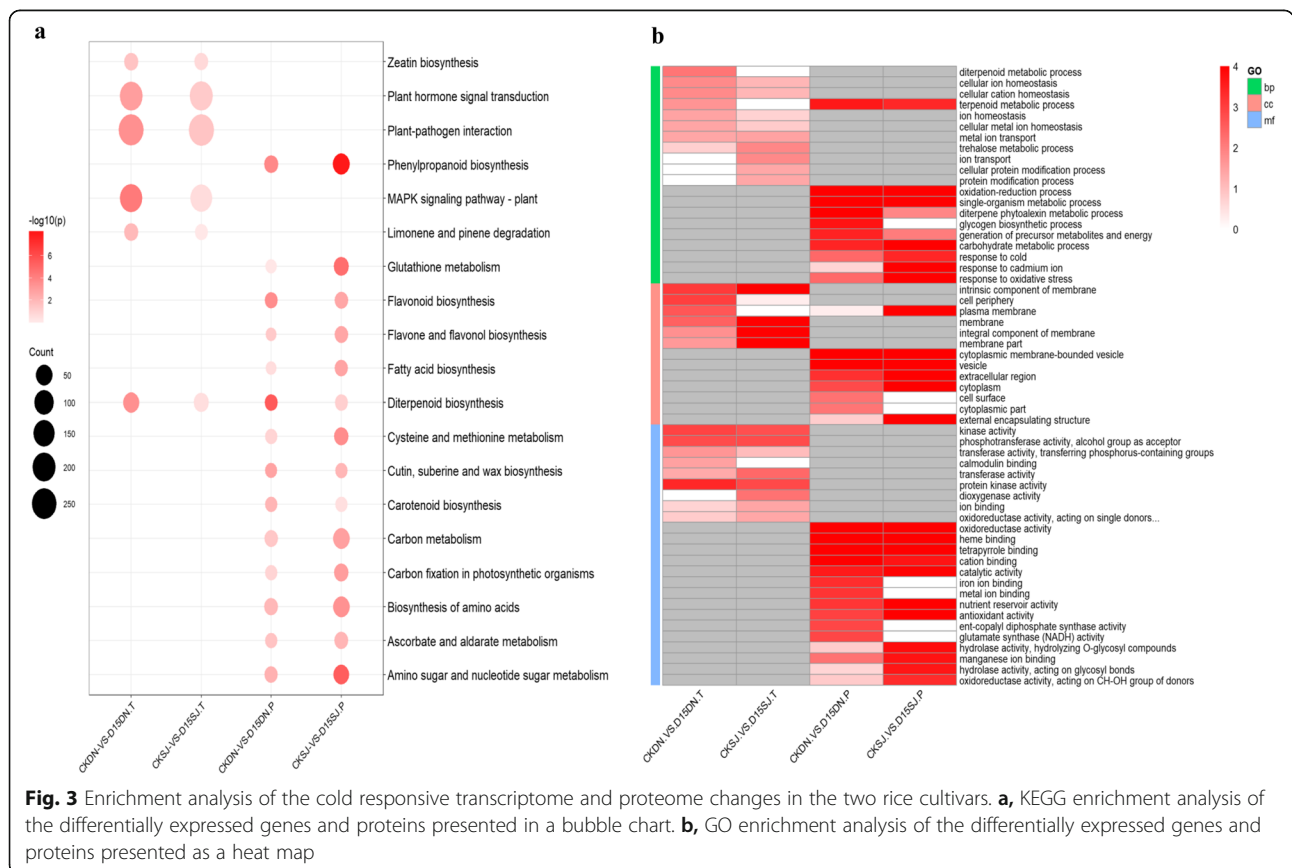 a
Zeatin biosynthesis
Plant hormone signal transduction
Plant-pathogen interaction
Phenylpropanoid biosynthesis
MAPK signaling pathway - plant
Limonene and pinene degradation
Glutathione metabolism
Flavonoid biosynthesis
Flavone and flavonol biosynthesis
Fatty acid biosynthesis
Diterpenoid biosynthesis
Cysteine and methionine metabolism
Cutin, suberine and wax biosynthesis
Carotenoid biosynthesis
Carbon metabolism
Carbon fixation in photosynthetic organisms
Biosynthesis of amino acids
Ascorbate and aldarate metabolism
Amino sugar and nucleotide sugar metabolism
-log10(p)
6
4
2
Count
50
100
150
200
250
CKDN-VS-D15DN.T
CKSJ-VS-D15SJ.T
CKDN-VS-D15DN.P
CKSJ-VS-D15SJ.P
b
diterpenoid metabolic process
cellular ion homeostasis
cellular cation homeostasis
terpenoid metabolic process
ion homeostasis
cellular metal ion homeostasis
metal ion transport
trehalose metabolic process
ion transport
cellular protein modification process
protein modification process
oxidation-reduction process
single-organism metabolic process
diterpene phytoalexin metabolic process
glycogen biosynthetic process
generation of precursor metabolites and energy
carbohydrate metabolic process
response to cold
response to cadmium ion
response to oxidative stress
intrinsic component of membrane
cell periphery
plasma membrane
membrane
integral component of membrane
membrane part
cytoplasmic membrane-bounded vesicle
vesicle
extracellular region
cytoplasm
cell surface
cytoplasmic part
external encapsulating structure
kinase activity
phosphotransferase activity, alcohol group as acceptor
transferase activity, transferring phosphorus-containing groups
calmodulin binding
transferase activity
protein kinase activity
dioxygenase activity
ion binding
oxidoreductase activity, acting on single donors...
oxidoreductase activity
heme binding
tetrapyrrole binding
cation binding
catalytic activity
iron ion binding
metal ion binding
nutrient reservoir activity
antioxidant activity
ent-copalyl diphosphate synthase activity
glutamate synthase (NADH) activity
hydrolase activity, hydrolyzing O-glycosyl compounds
manganese ion binding
hydrolase activity, acting on glycosyl bonds
oxidoreductase activity, acting on CH-OH group of donors
CKDN.VS.D15DN.T
CKSJ.VS.D15SJ.T
CKDN.VS.D15DN.P
CKSJ.VS.D15SJ.P
4
3
2
1
0
GO
bp
cc
mf
Fig. 3 Enrichment analysis of the cold responsive transcriptome and proteome changes in the two rice cultivars. a, KEGG enrichment analysis of
the differentially expressed genes and proteins presented in a bubble chart. b, GO enrichment analysis of the differentially expressed genes and
proteins presented as a heat map